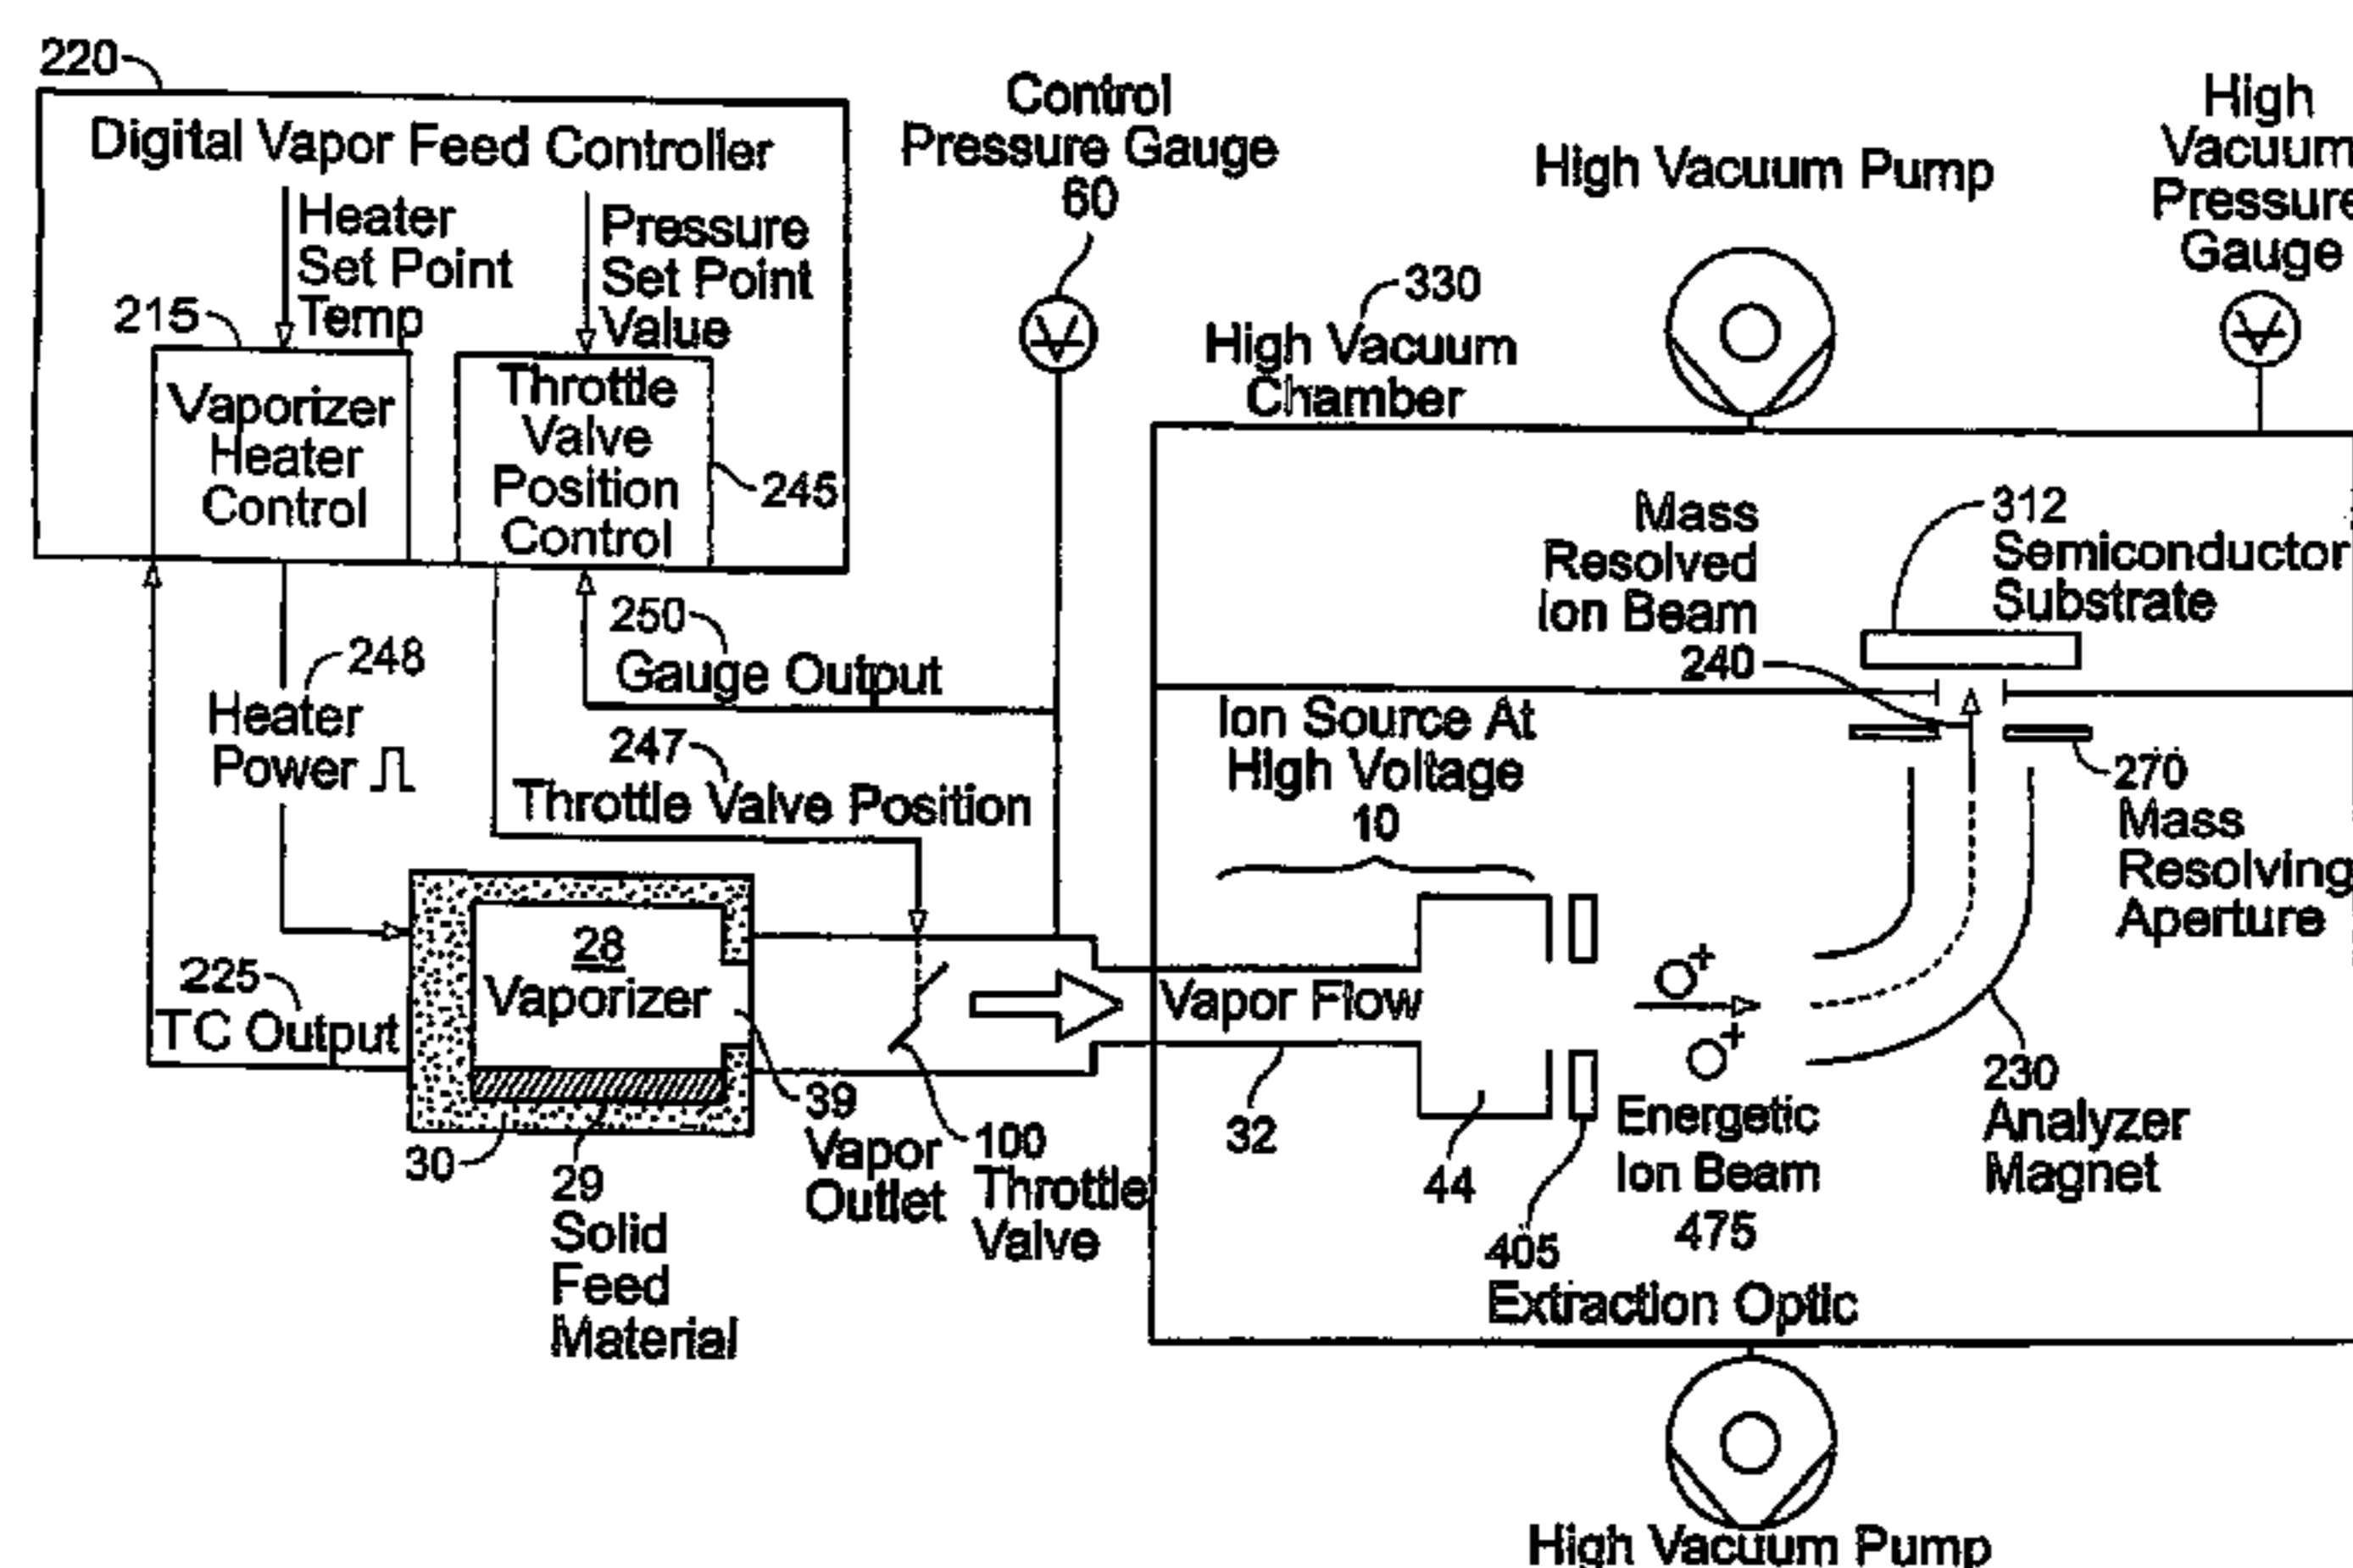 220
Digital Vapor Feed Controller
Heater
Set Point
Temp
Pressure
Set Point
Value
215
Vaporizer
Heater
Control
Throttle
Valve
Position
Control
245
Control
Pressure Gauge
60
High Vacuum Pump
High
Vacuum
Pressure
Gauge
330
High Vacuum
Chamber
312
Semiconductor
Substrate
Mass
Resolved
Ion Beam
240
250
Gauge Output
248
Heater
Power
247
Throttle Valve Position
Ion Source At
High Voltage
10
270
Mass
Resolving
Aperture
225
TC Output
28
Vaporizer
Vapor Flow
30
29
Solid
Feed
Material
39
Vapor
Outlet
100
Throttle
Valve
32
44
405
Extraction Optic
Energetic
Ion Beam
475
230
Analyzer
Magnet
High Vacuum Pump